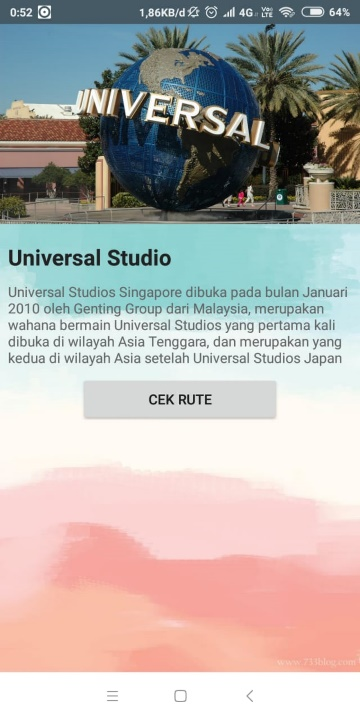 0:52
1,86KB/d
4G
Vo
LTE
64%
UNIVERSAL
Universal Studio
Universal Studios Singapore dibuka pada bulan Januari
2010 oleh Genting Group dari Malaysia, merupakan
wahana bermain Universal Studios yang pertama kali
dibuka di wilayah Asia Tenggara, dan merupakan yang
kedua di wilayah Asia setelah Universal Studios Japan
CEK RUTE
www.733blog.com